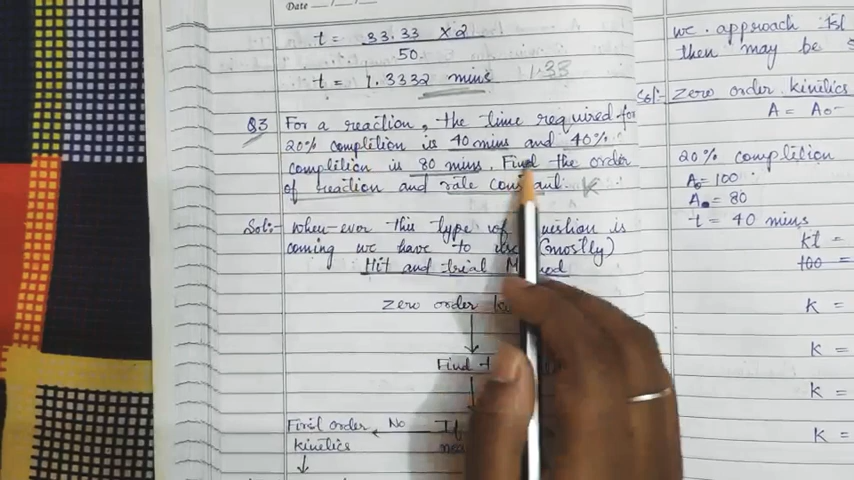 Date
t = 33.33 × 2
50
t = 1.3332 mins 1.33
Q3 For a reaction, the time required for
20% complition is 40 mins and 40%
complition is 80 mins. Find the order
of reaction and rate constant. K
Sol:- when-ever this type of question is
coming we have to use (mostly)
Hit and trial
zero order
Find
First order No If
kinetics
we approach Ist
then may be
Sol:- zero order kinetics
A = A₀-
20% complition
A₀ = 100
A = 80
t = 40 mins
kt =
100 =
k =
k =
k =
k =